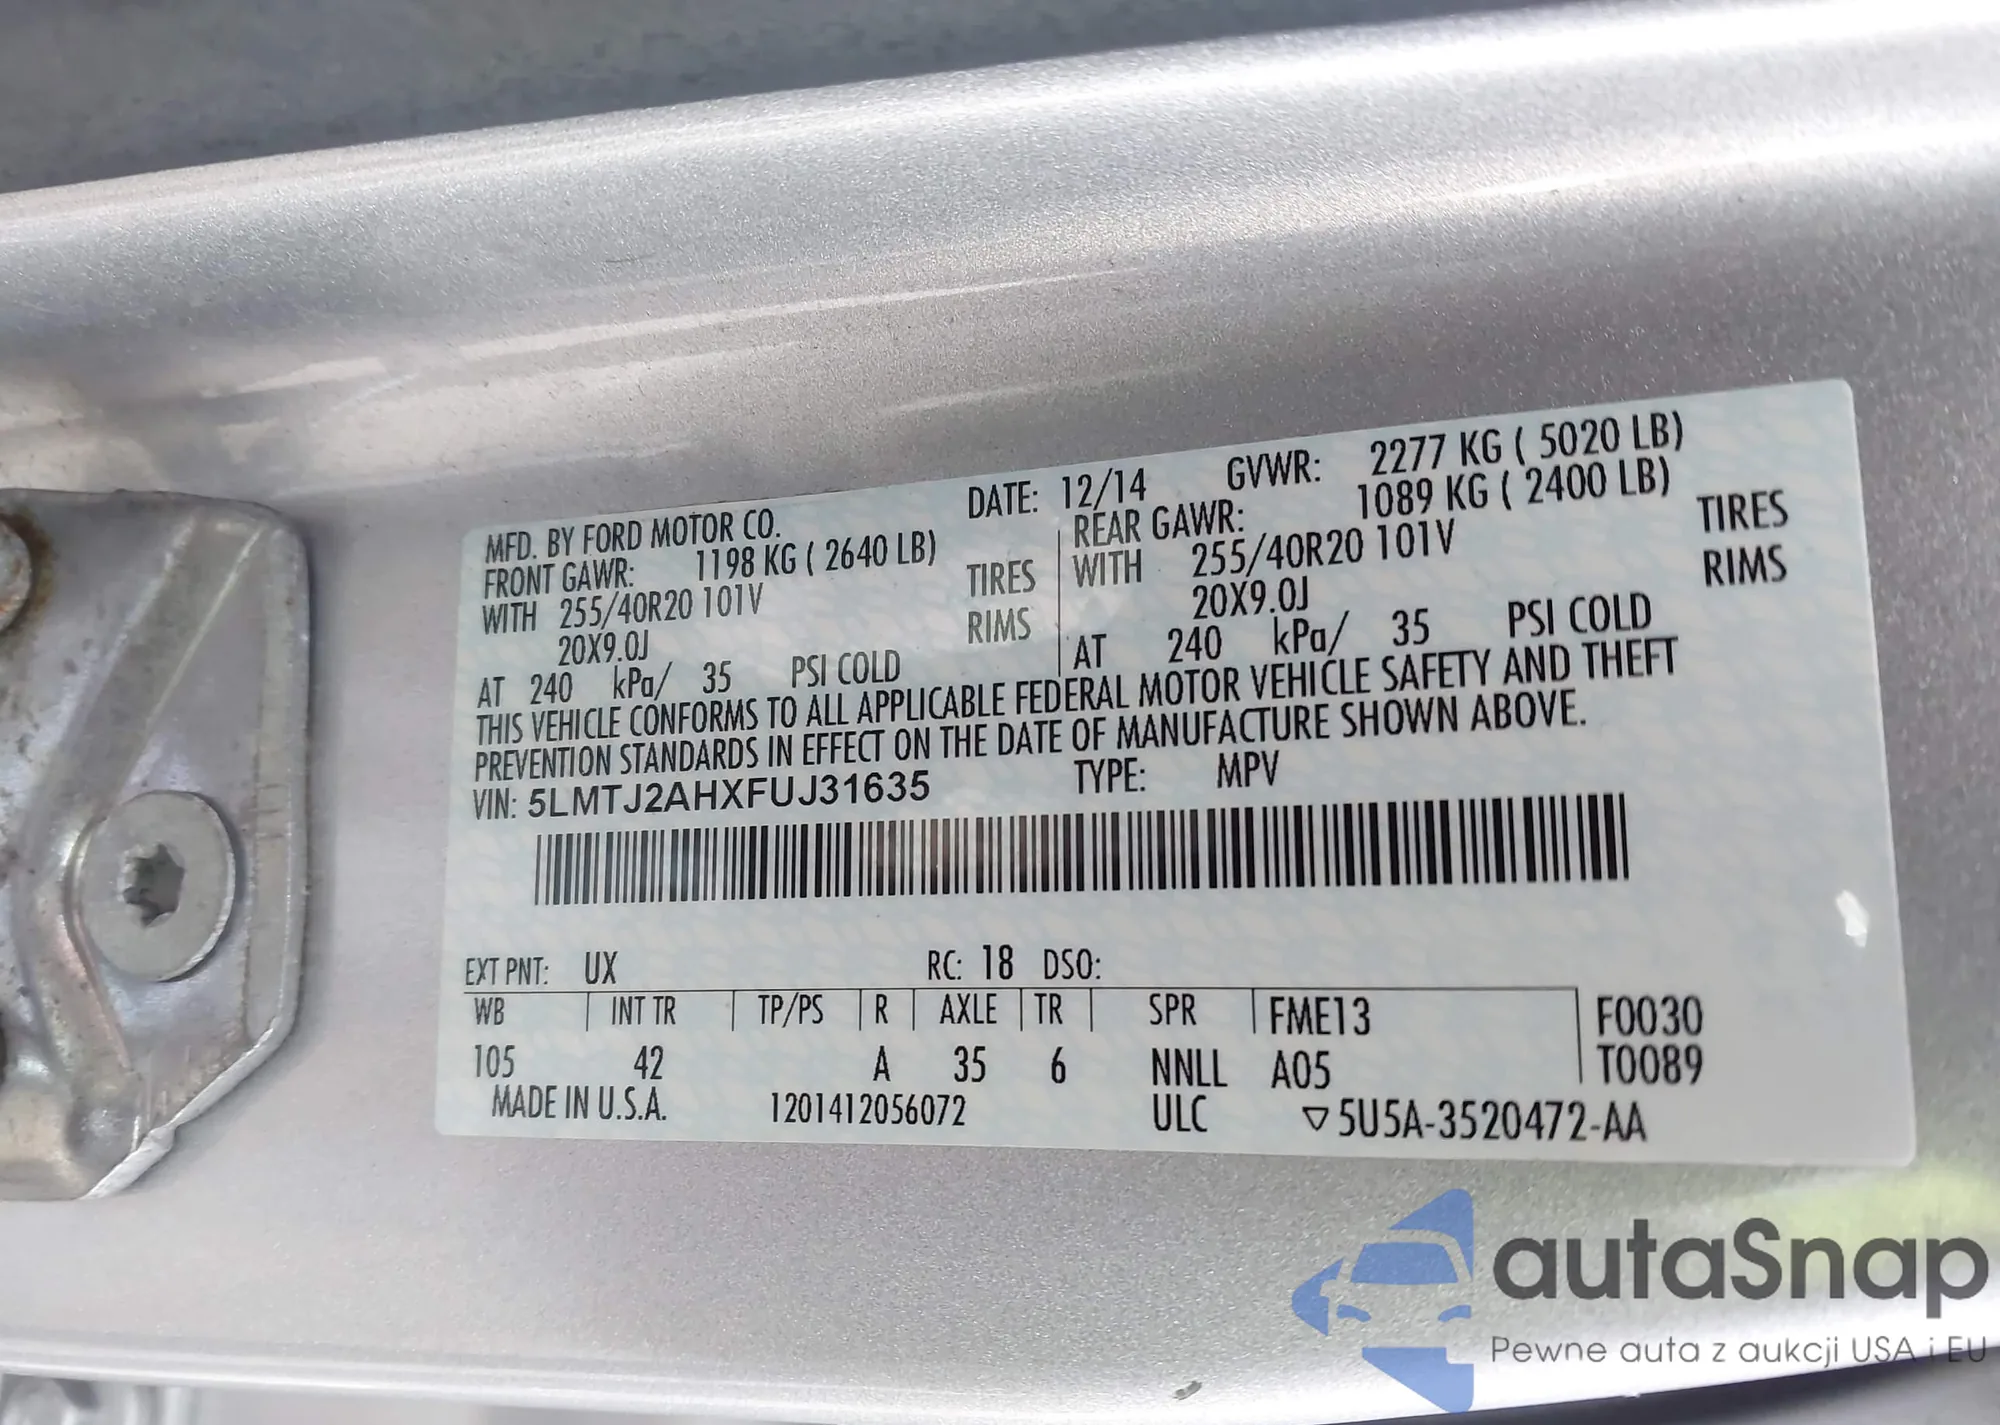 MFD. BY FORD MOTOR CO. DATE: 12/14 GVWR: 2277 KG ( 5020 LB)
FRONT GAWR: 1198 KG ( 2640 LB) REAR GAWR: 1089 KG ( 2400 LB)
WITH 255/40R20 101V TIRES WITH 255/40R20 101V TIRES
20X9.0J RIMS 20X9.0J RIMS
AT 240 kPa/ 35 PSI COLD AT 240 kPa/ 35 PSI COLD
THIS VEHICLE CONFORMS TO ALL APPLICABLE FEDERAL MOTOR VEHICLE SAFETY AND THEFT
PREVENTION STANDARDS IN EFFECT ON THE DATE OF MANUFACTURE SHOWN ABOVE.
VIN: 5LMTJ2AHXFUJ31635 TYPE: MPV
EXT PNT: UX RC: 18 DSO:
WB INT TR TP/PS R AXLE TR SPR FME13 F0030
105 42 A 35 6 NNLL A05 T0089
MADE IN U.S.A. 1201412056072 ULC ▽5U5A-3520472-AA
autaSnap
Pewne auta z aukcji USA i EU